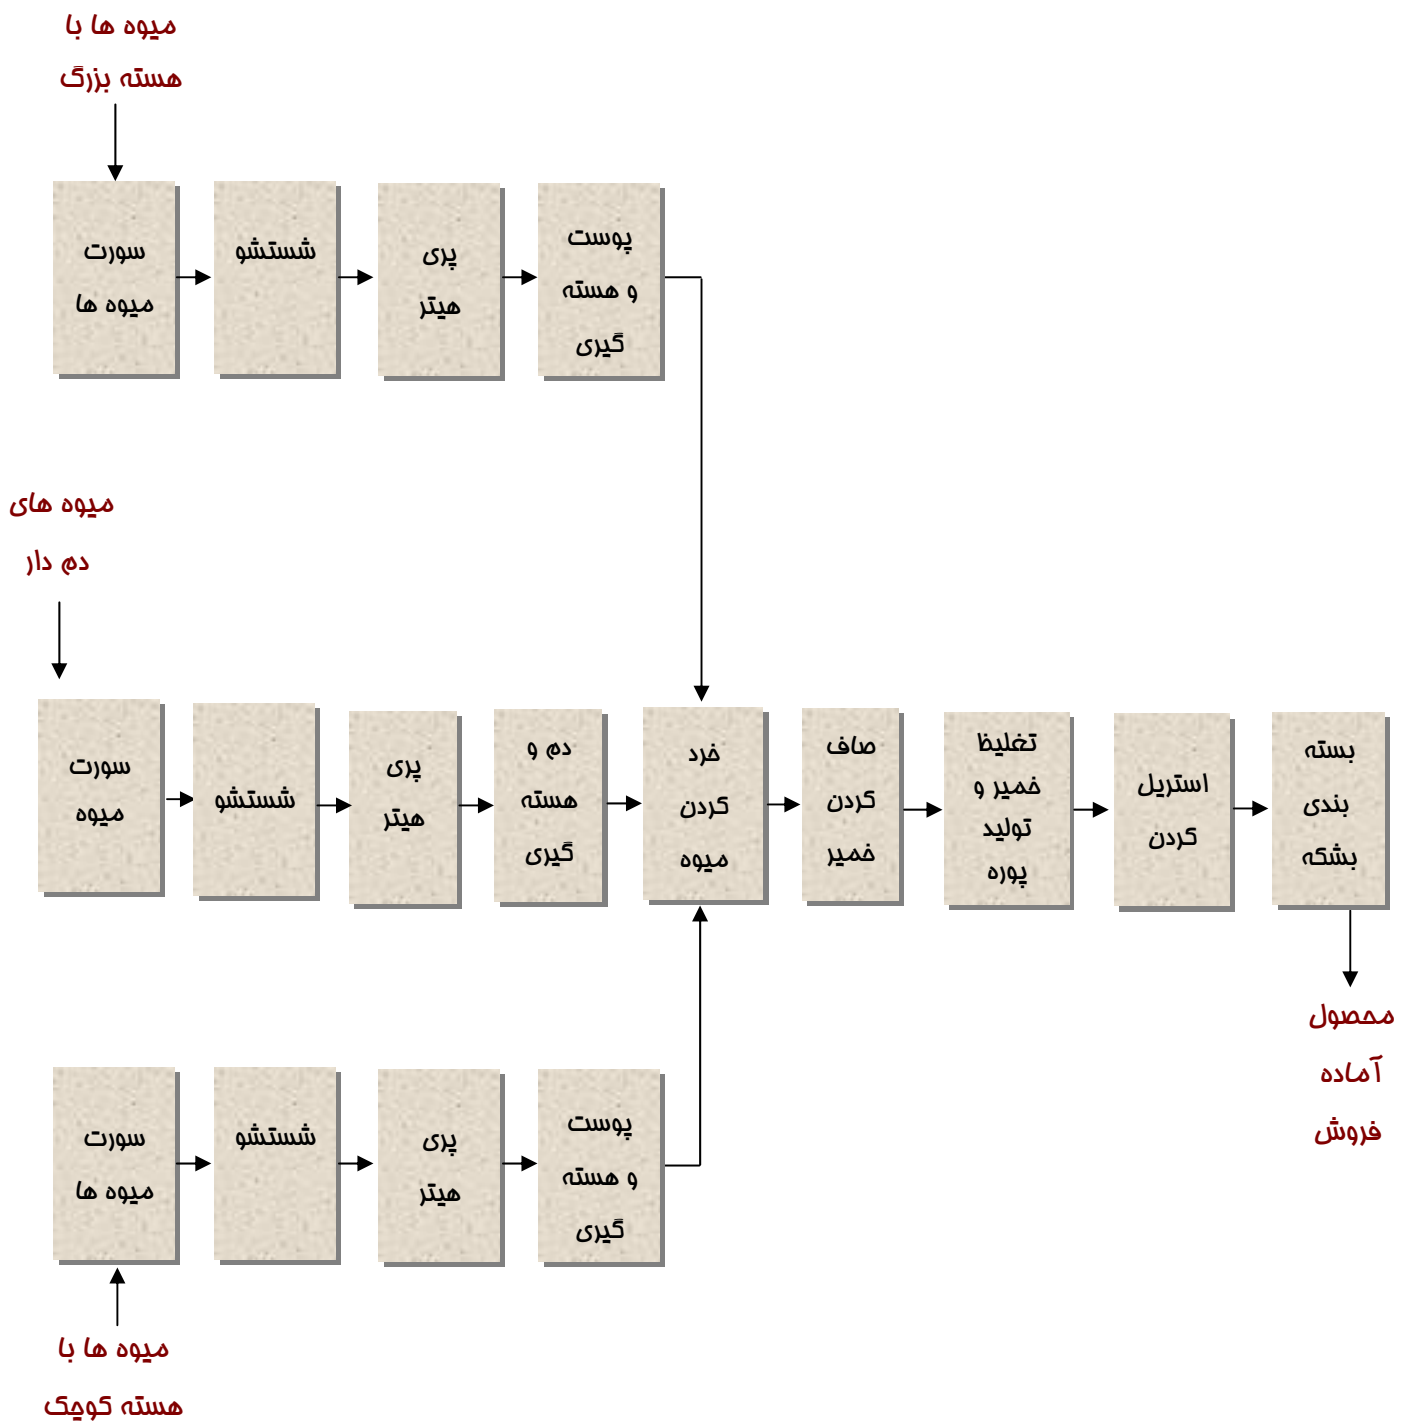 میوه ها با
هسته بزرگ
سورت
میوه ها
شستشو
پری
هیتر
پوست
و هسته
گیری
میوه های
دم دار
سورت
میوه
شستشو
پری
هیتر
دم و
هسته
گیری
خرد
کردن
میوه
صاف
کردن
خمیر
تغلیظ
خمیر و
تولید
پوره
استریل
کردن
بسته
بندی
بشکه
محصول
آماده
فروش
سورت
میوه ها
شستشو
پری
هیتر
پوست
و هسته
گیری
میوه ها با
هسته کوچک